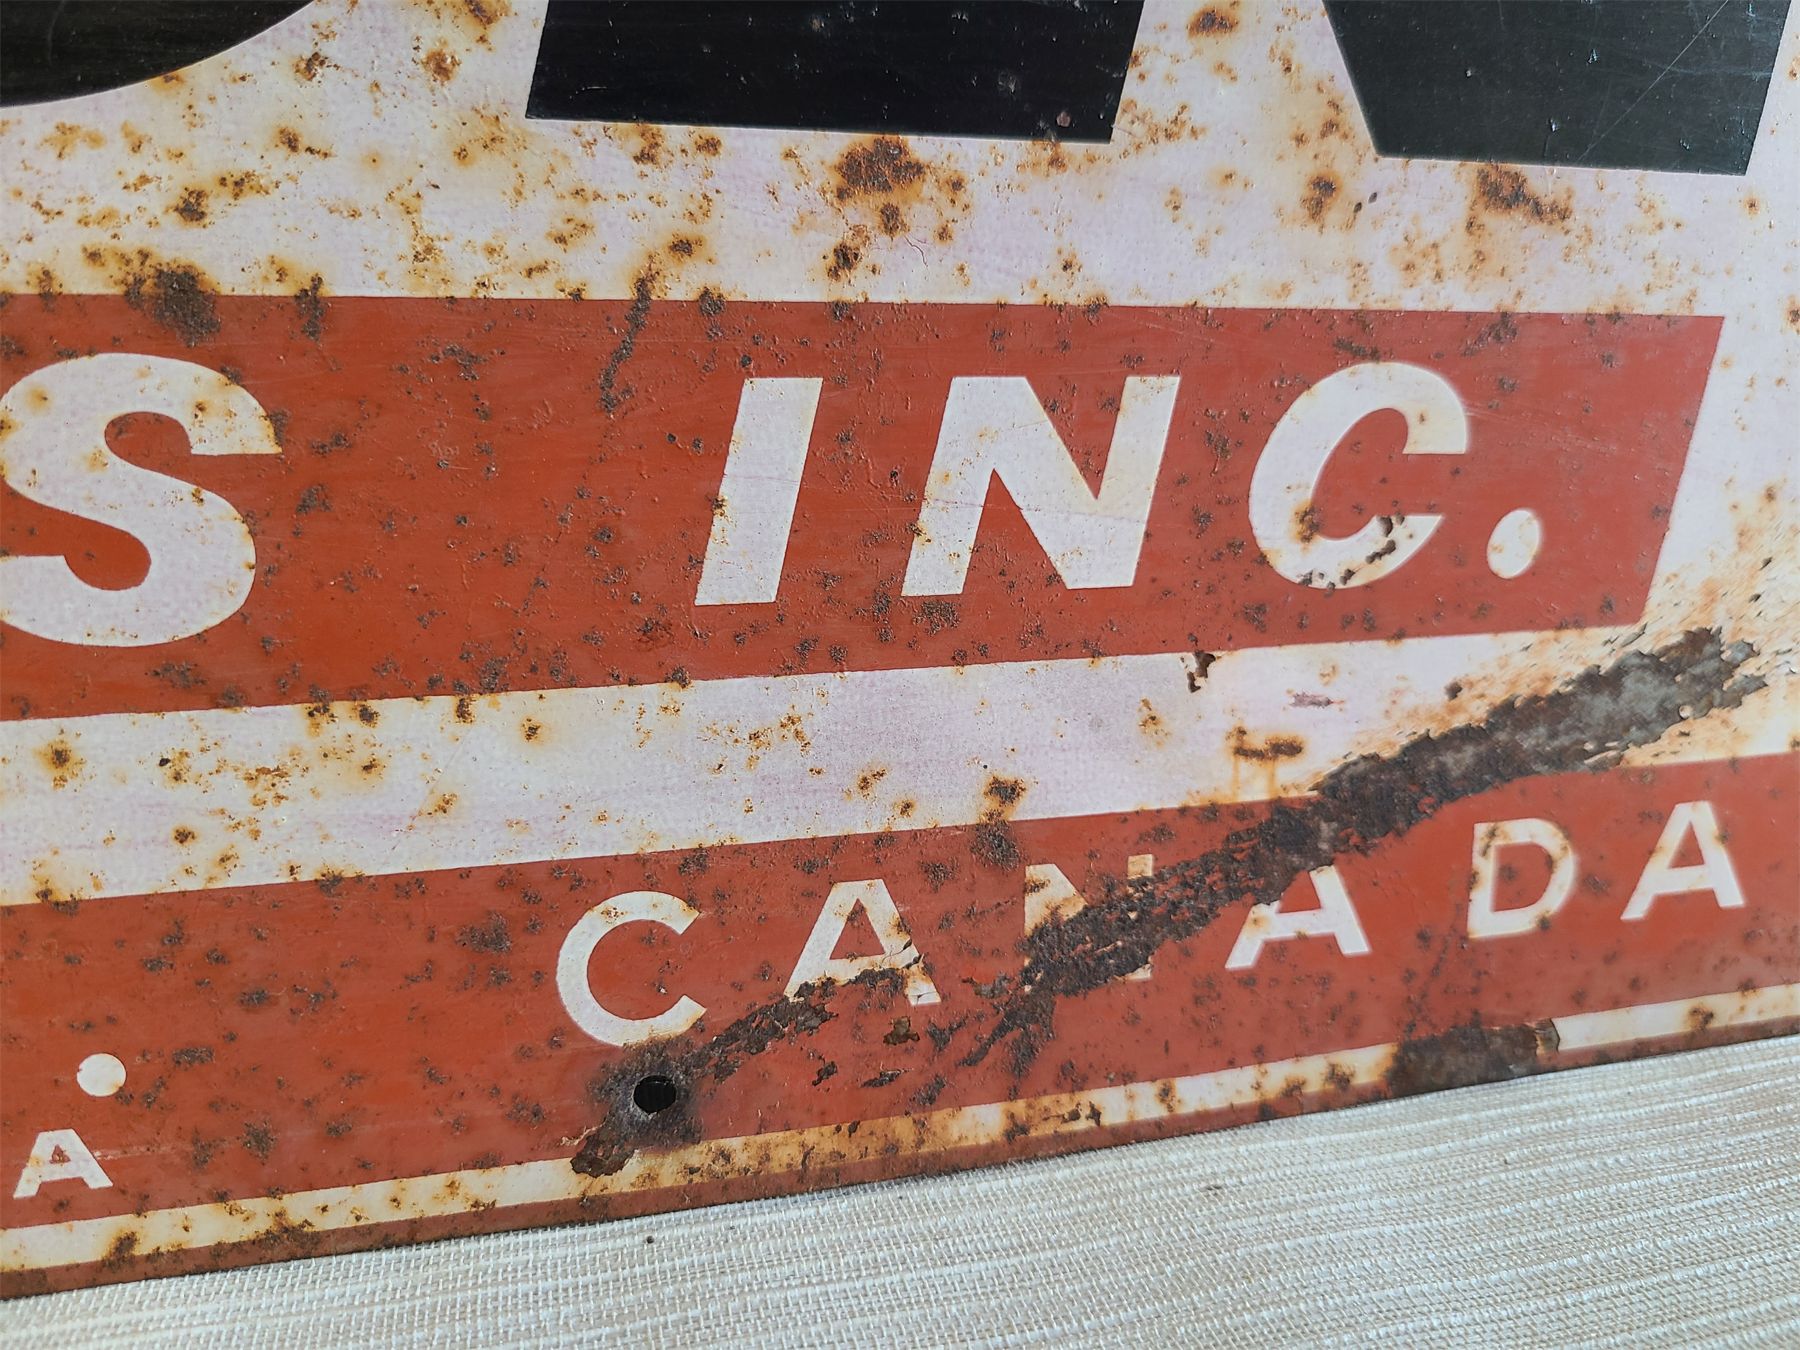 S INC.
A • CANADA